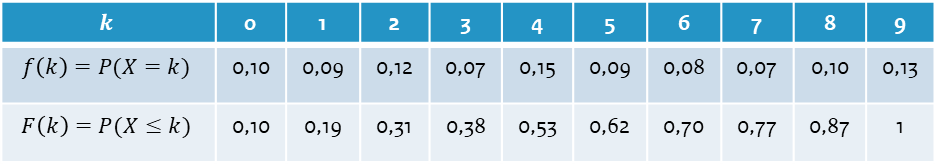 k 0 1 2 3 4 5 6 7 8 9
f(k) = P(X = k) 0,10 0,09 0,12 0,07 0,15 0,09 0,08 0,07 0,10 0,13
F(k) = P(X ≤ k) 0,10 0,19 0,31 0,38 0,53 0,62 0,70 0,77 0,87 1